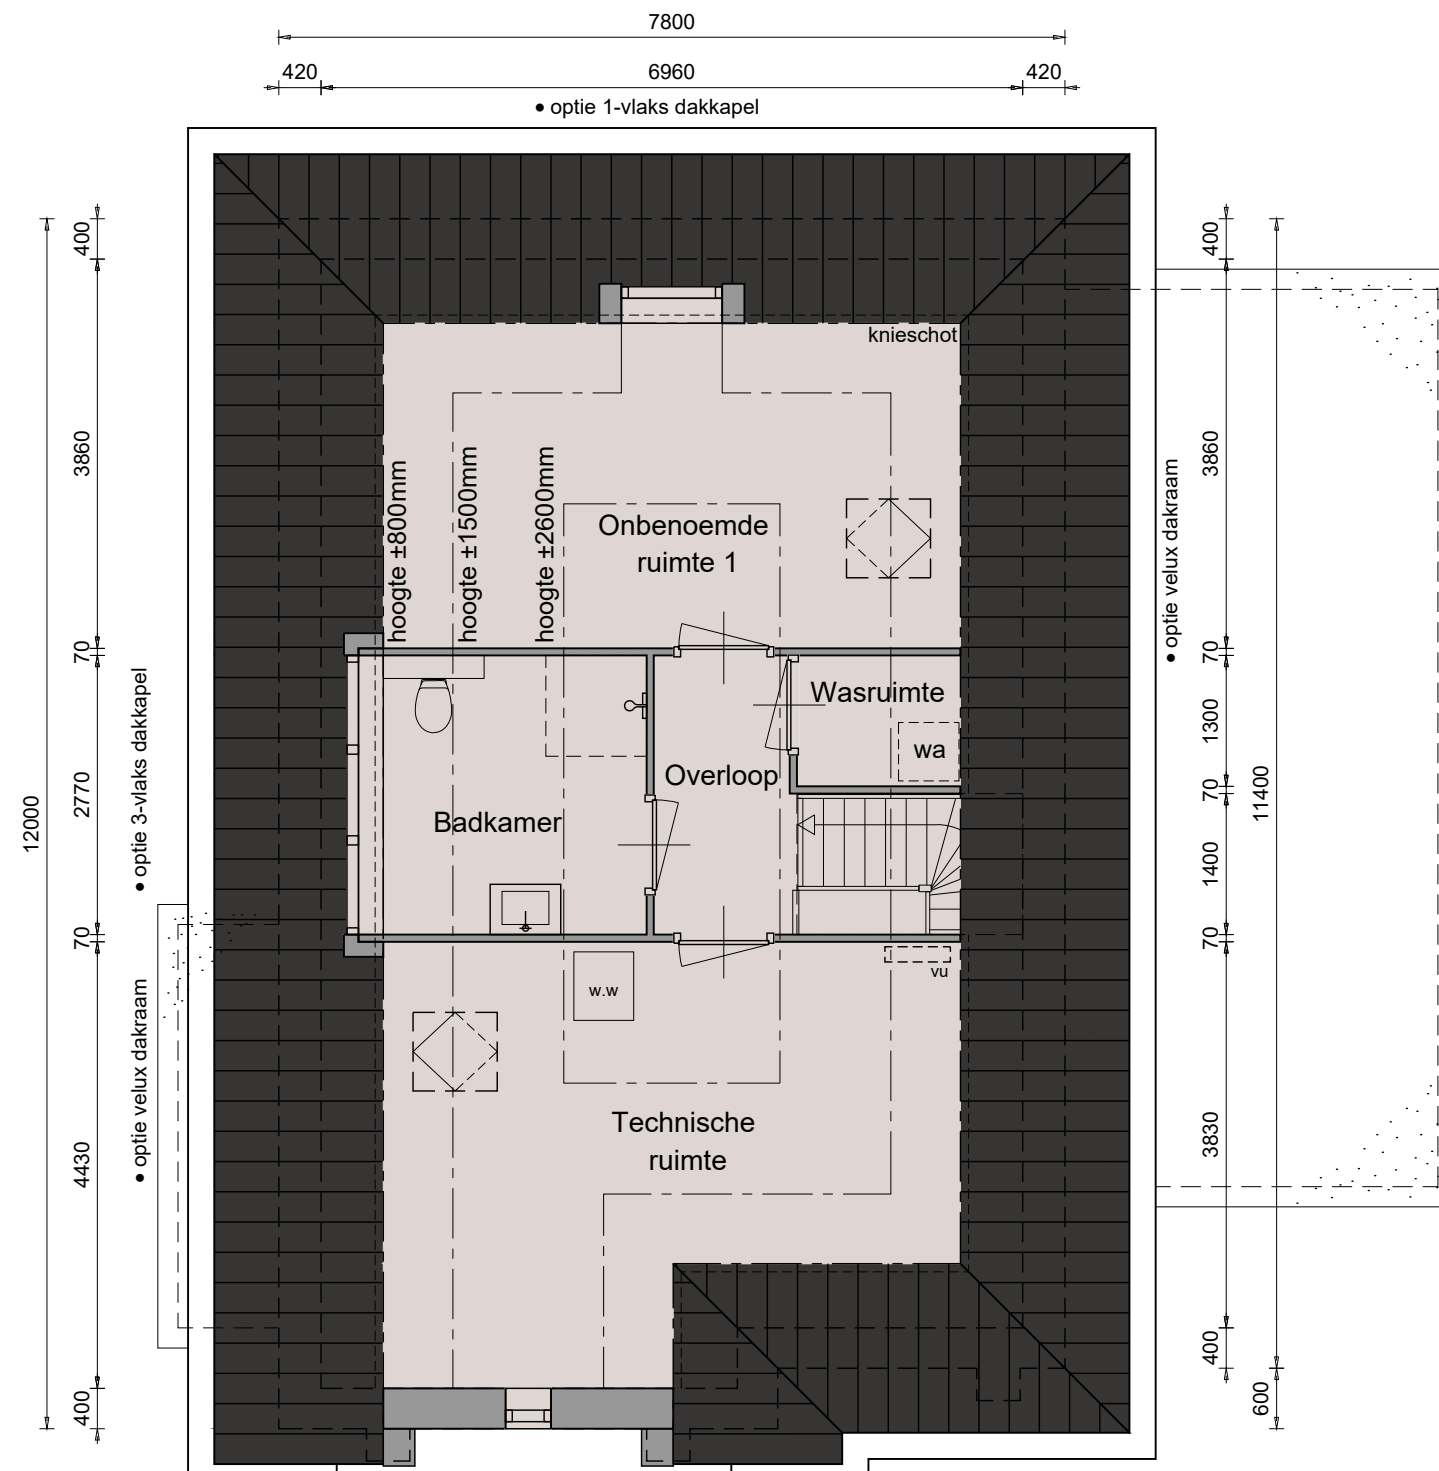 7800
420
6960
420
• optie 1-vlaks dakkapel
400
3860
70
2770
70
4430
400
12000
• optie 3-vlaks dakkapel
• optie velux dakraam
knieschot
hoogte ±800mm
hoogte ±1500mm
hoogte ±2600mm
Onbenoemde
ruimte 1
Wasruimte
wa
Overloop
Badkamer
w.w
vu
Technische
ruimte
• optie velux dakraam
400
3860
70
1300
70
1400
70
3830
400
600
11400